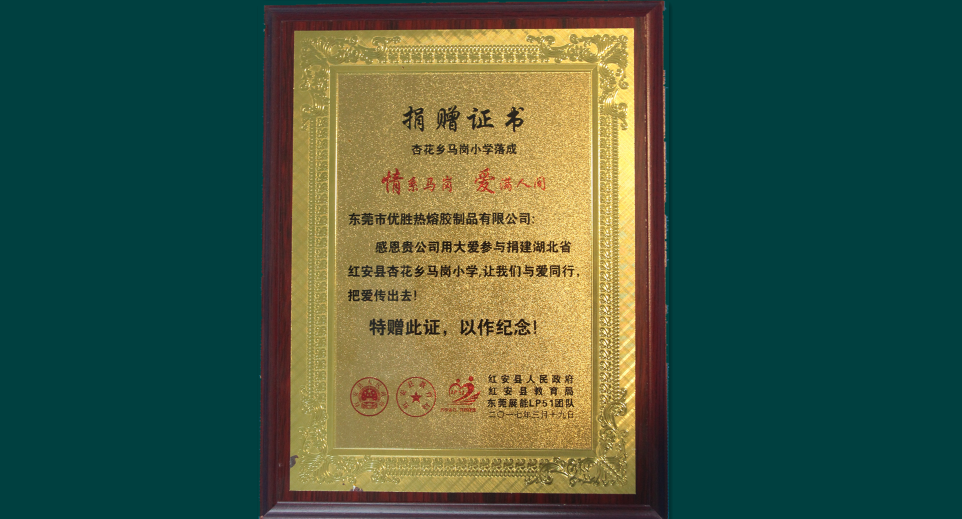 捐赠证书
杏花乡马岗小学落成
情系马岗 爱满人间
东莞市优胜热熔胶制品有限公司:
感恩贵公司用大爱参与捐建湖北省
红安县杏花乡马岗小学,让我们与爱同行,
把爱传出去!
特赠此证，以作纪念!
红安县人民政府
红安县教育局
东莞展能LP51团队
二〇一七年三月十九日